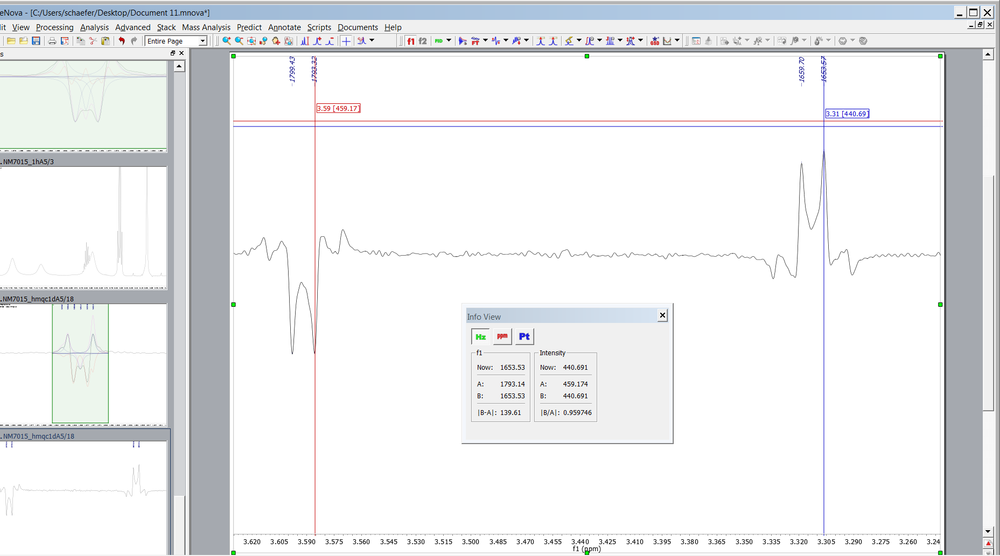 eNova - [C:/Users/schaefer/Desktop/Document 11.mnova*]
it View Processing Analysis Advanced Stack Mass Analysis Predict Annotate Scripts Documents Help
Entire Page
f1 f2 FID FT GSD
s
-1799.43
-1793.32
-1659.70
-1653.57
3.59 [459.17]
3.31 [440.69]
.NM7015_1hA5/3
.NM7015_hmqc1dA5/18
.NM7015_hmqc1dA5/18
Info View
Hz ppm Pt
f1 Intensity
Now: 1653.53 Now: 440.691
A: 1793.14 A: 459.174
B: 1653.53 B: 440.691
|B-A|: 139.61 |B/A|: 0.959746
3.620 3.605 3.590 3.575 3.560 3.545 3.530 3.515 3.500 3.485 3.470 3.455 3.440 3.425 3.410 3.395 3.380 3.365 3.350 3.335 3.320 3.305 3.290 3.275 3.260 3.24
f1 (ppm)